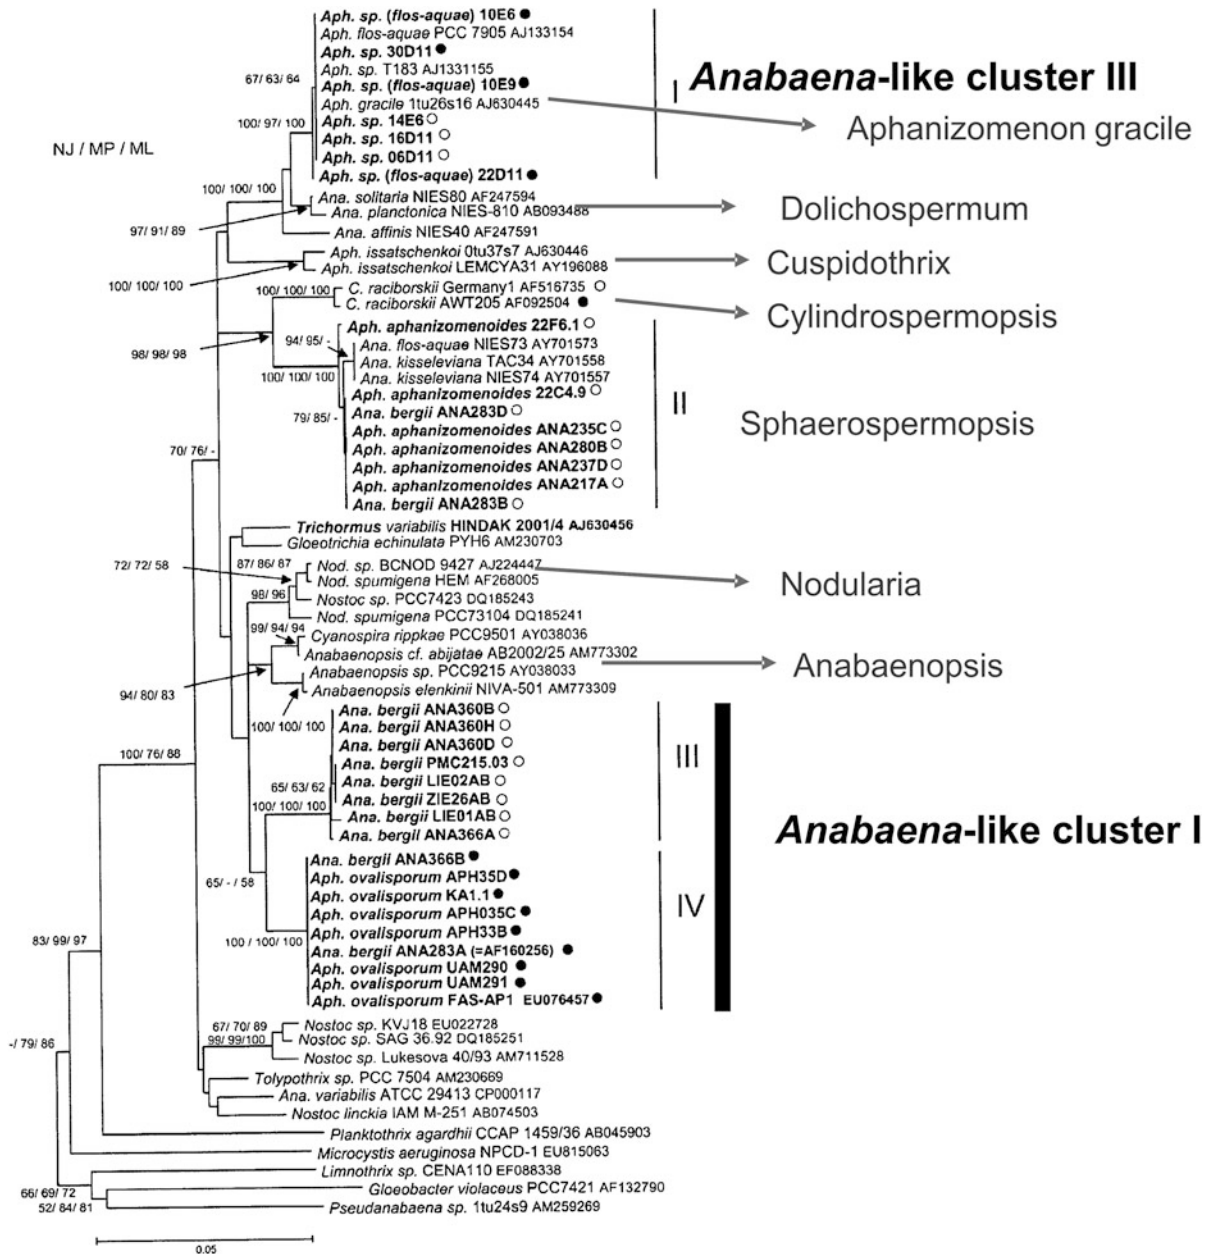 Aph. sp. (flos-aquae) 10E6
Aph. flos-aquae PCC 7905 AJ133154
Aph. sp. 30D11
Aph. sp. T183 AJ1331155
67/ 63/ 64
Aph. sp. (flos-aquae) 10E9
Aph. gracile 1tu26s16 AJ630445
I
Anabaena-like cluster III
Aphanizomenon gracile
Aph. sp. 14E6
100/ 97/ 100
Aph. sp. 16D11
NJ / MP / ML
Aph. sp. 06D11
Aph. sp. (flos-aquae) 22D11
100/ 100/ 100
Ana. solitaria NIES80 AF247594
Ana. planctonica NIES-810 AB093488
Dolichospermum
97/ 91/ 89
Ana. affinis NIES40 AF247591
Aph. issatschenkoi 0tu37s7 AJ630446
Aph. issatschenkoi LEMCYA31 AY196088
Cuspidothrix
100/ 100/ 100
100/ 100/ 100
C. raciborskii Germany1 AF516735
C. raciborskii AWT205 AF092504
Cylindrospermopsis
Aph. aphanizomenoides 22F6.1
94/ 95/ -
Ana. flos-aquae NIES73 AY701573
98/ 98/ 98
Ana. kisseleviana TAC34 AY701558
100/ 100/ 100
Ana. kisseleviana NIES74 AY701557
Aph. aphanizomenoides 22C4.9
II
79/ 85/ -
Ana. bergii ANA283D
Sphaerospermopsis
Aph. aphanizomenoides ANA235C
70/ 76/ -
Aph. aphanizomenoides ANA280B
Aph. aphanizomenoides ANA237D
Aph. aphanizomenoides ANA217A
Ana. bergii ANA283B
Trichormus variabilis HINDAK 2001/4 AJ630456
Gloeotrichia echinulata PYH6 AM230703
72/ 72/ 58
87/ 86/ 87
Nod. sp. BCNOD 9427 AJ224447
Nod. spumigena HEM AF268005
Nodularia
98/ 96
Nostoc sp. PCC7423 DQ185243
Nod. spumigena PCC73104 DQ185241
99/ 94/ 94
Cyanospira rippkae PCC9501 AY038036
Anabaenopsis cf. abijatae AB2002/25 AM773302
Anabaenopsis
Anabaenopsis sp. PCC9215 AY038033
94/ 80/ 83
Anabaenopsis elenkinii NIVA-501 AM773309
100/ 100/ 100
Ana. bergii ANA360B
Ana. bergii ANA360H
Ana. bergii ANA360D
III
100/ 76/ 88
Ana. bergii PMC215.03
65/ 63/ 62
Ana. bergii LIE02AB
Ana. bergii ZIE26AB
100/ 100/ 100
Ana. bergii LIE01AB
Ana. bergii ANA366A
Anabaena-like cluster I
Ana. bergii ANA366B
65/ - / 58
Aph. ovalisporum APH35D
Aph. ovalisporum KA1.1
IV
Aph. ovalisporum APH035C
Aph. ovalisporum APH33B
83/ 99/ 97
100 / 100/ 100
Ana. bergii ANA283A (=AF160256)
Aph. ovalisporum UAM290
Aph. ovalisporum UAM291
Aph. ovalisporum FAS-AP1 EU076457
67/ 70/ 89
Nostoc sp. KVJ18 EU022728
-/ 79/ 86
99/ 99/100
Nostoc sp. SAG 36.92 DQ185251
Nostoc sp. Lukesova 40/93 AM711528
Tolypothrix sp. PCC 7504 AM230669
Ana. variabilis ATCC 29413 CP000117
Nostoc linckia IAM M-251 AB074503
Planktothrix agardhii CCAP 1459/36 AB045903
Microcystis aeruginosa NPCD-1 EU815063
Limnothrix sp. CENA110 EF088338
66/ 69/ 72
Gloeobacter violaceus PCC7421 AF132790
52/ 84/ 81
Pseudanabaena sp. 1tu24s9 AM259269
0.05